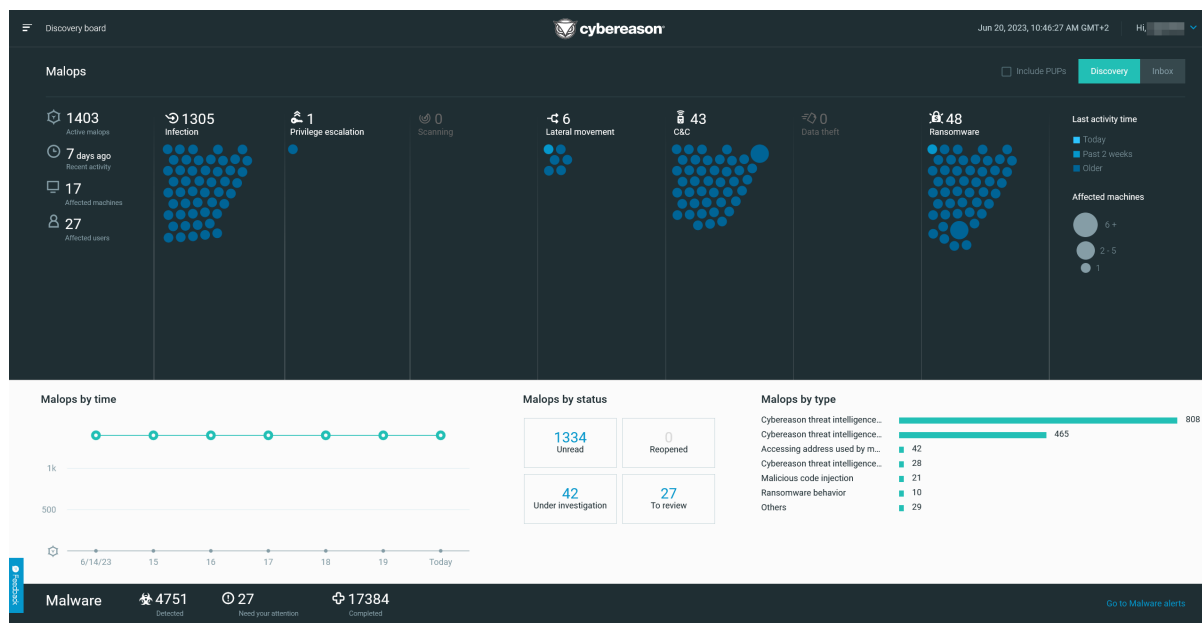 Discovery board
cybereason
Jun 20, 2023, 10:46:27 AM GMT+2
Hi,
Malops
Include PUPs
Discovery
Inbox
1403
Active malops
7 days ago
Recent activity
17
Affected machines
27
Affected users
1305
Infection
1
Privilege escalation
0
Scanning
6
Lateral movement
43
C&C
0
Data theft
48
Ransomware
Last activity time
Today
Past 2 weeks
Older
Affected machines
6 +
2 - 5
1
Malops by time
1k
500
6/14/23 15 16 17 18 19 Today
Malops by status
1334
Unread
0
Reopened
42
Under investigation
27
To review
Malops by type
Cybereason threat intelligence... 808
Cybereason threat intelligence... 465
Accessing address used by m... 42
Cybereason threat intelligence... 28
Malicious code injection 21
Ransomware behavior 10
Others 29
Feedback
Malware
4751
Detected
27
Need your attention
17384
Completed
Go to Malware alerts